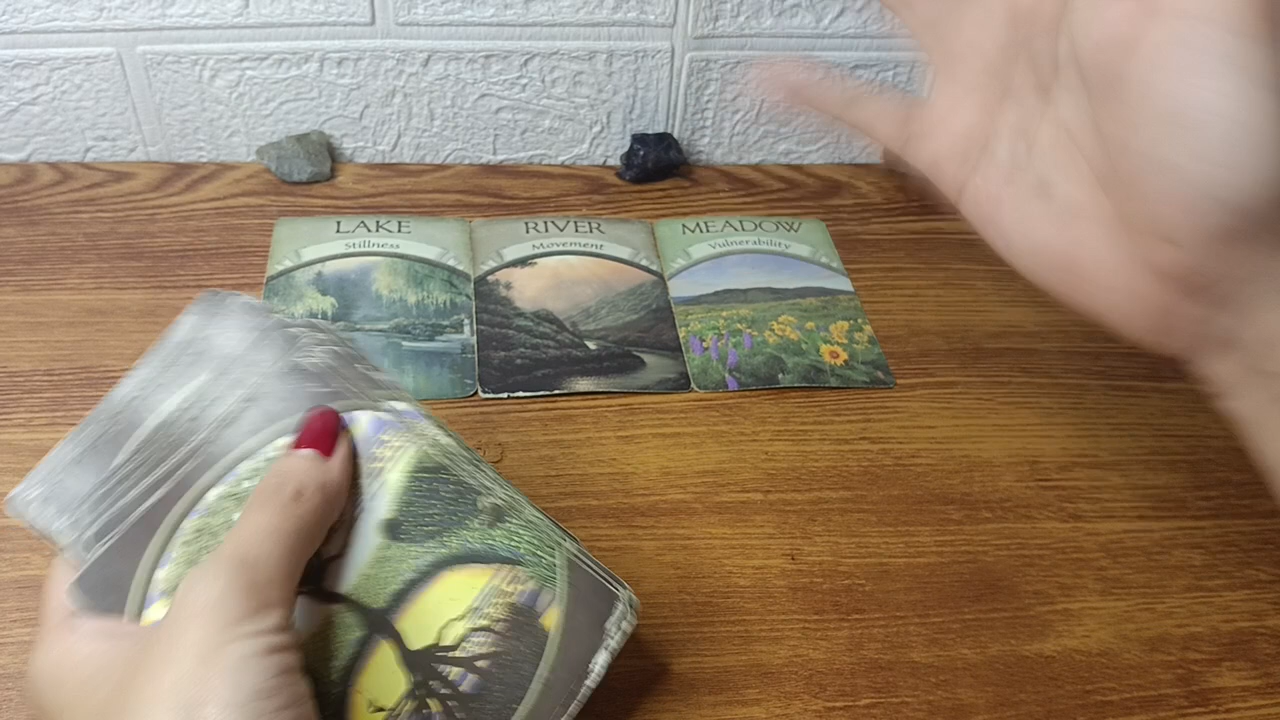 LAKE
Stillness
RIVER
Movement
MEADOW
Vulnerability